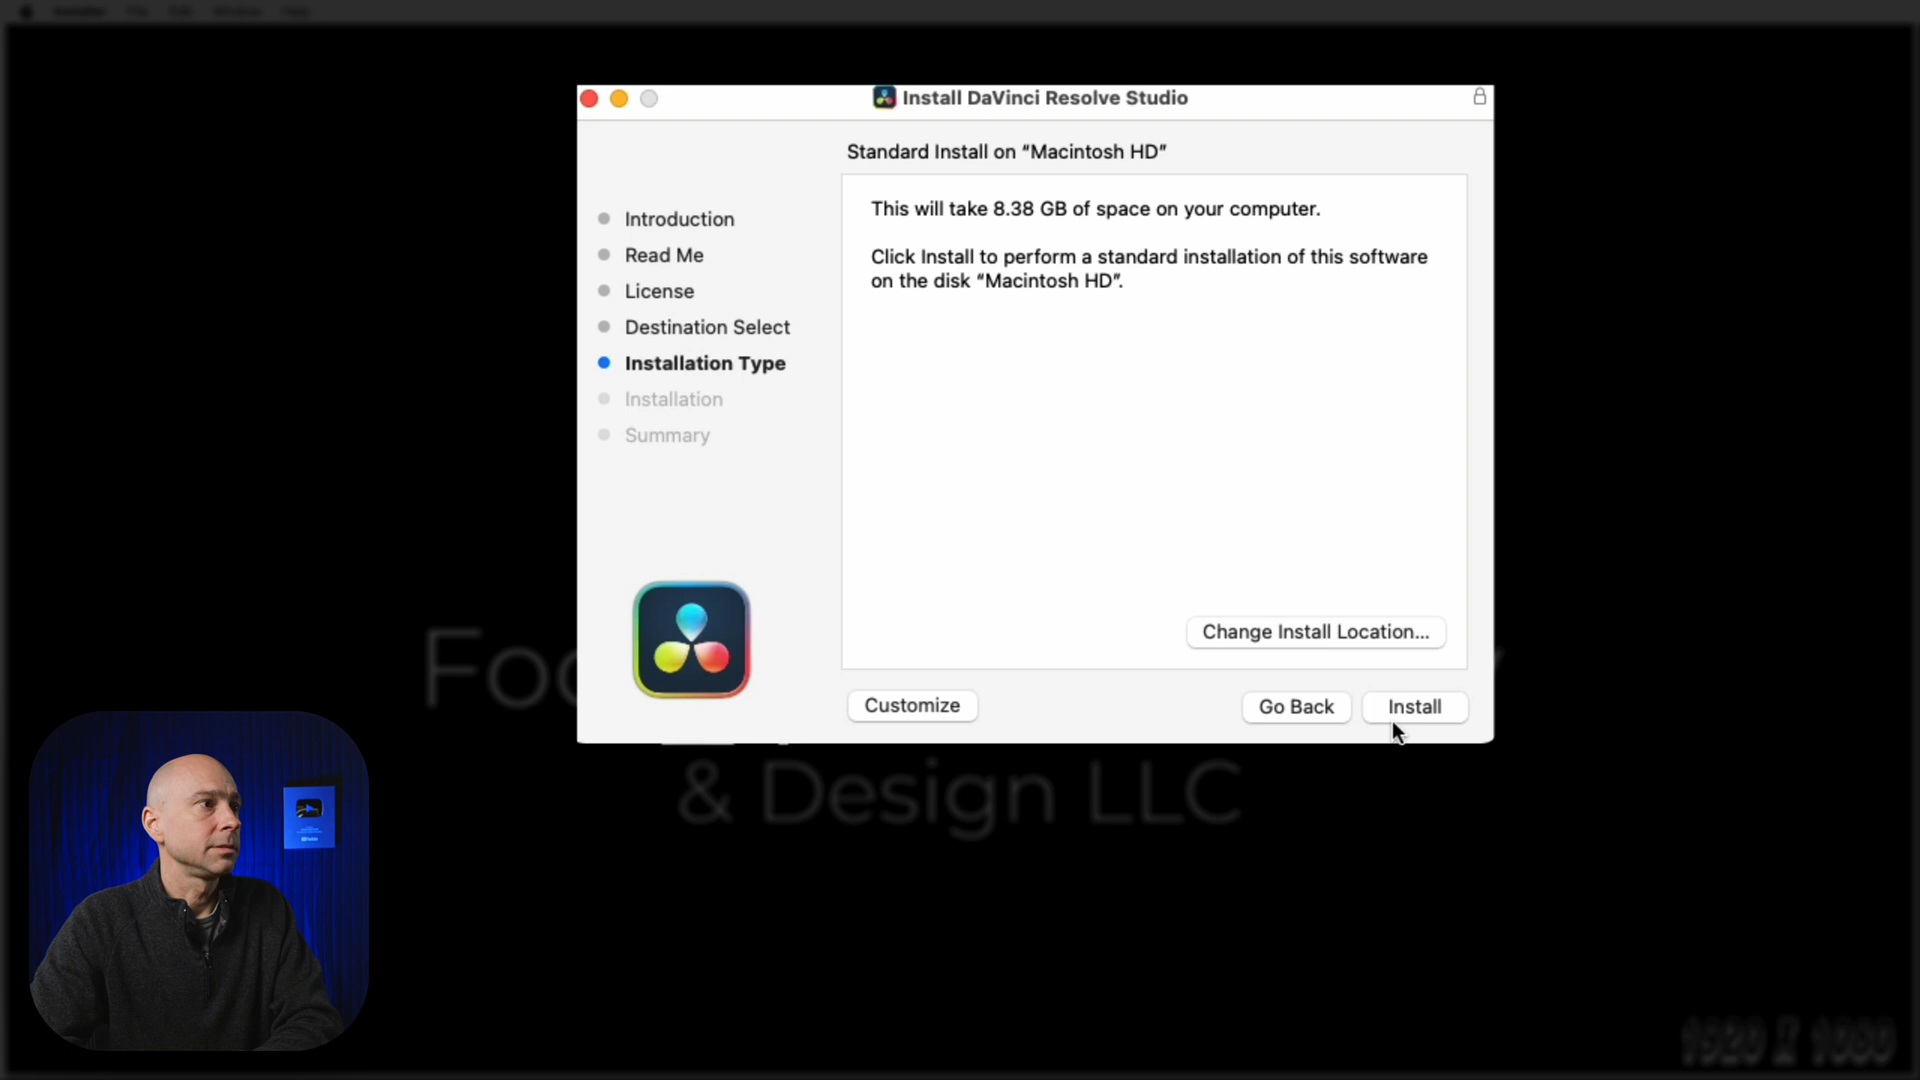 Install DaVinci Resolve Studio
Standard Install on “Macintosh HD”
Introduction
Read Me
License
Destination Select
Installation Type
Installation
Summary
This will take 8.38 GB of space on your computer.
Click Install to perform a standard installation of this software
on the disk “Macintosh HD”.
Change Install Location...
Customize
Go Back
Install
& Design LLC
1920 X 1080